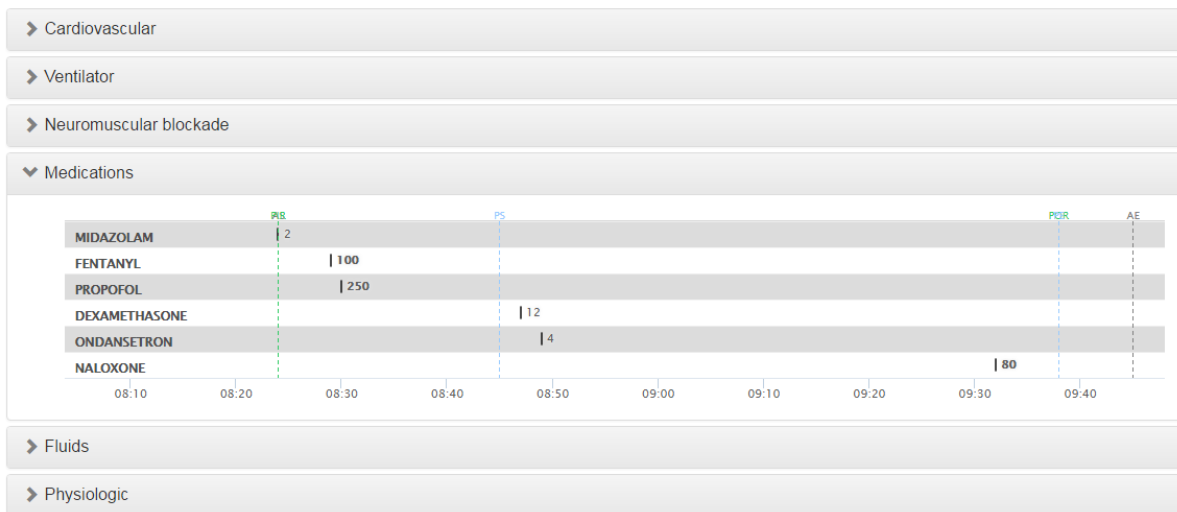 Cardiovascular
Ventilator
Neuromuscular blockade
Medications
PS AE
MIDAZOLAM 2
FENTANYL 100
PROPOFOL 250
DEXAMETHASONE 12
ONDANSETRON 4
NALOXONE 80
08:10 08:20 08:30 08:40 08:50 09:00 09:10 09:20 09:30 09:40
Fluids
Physiologic